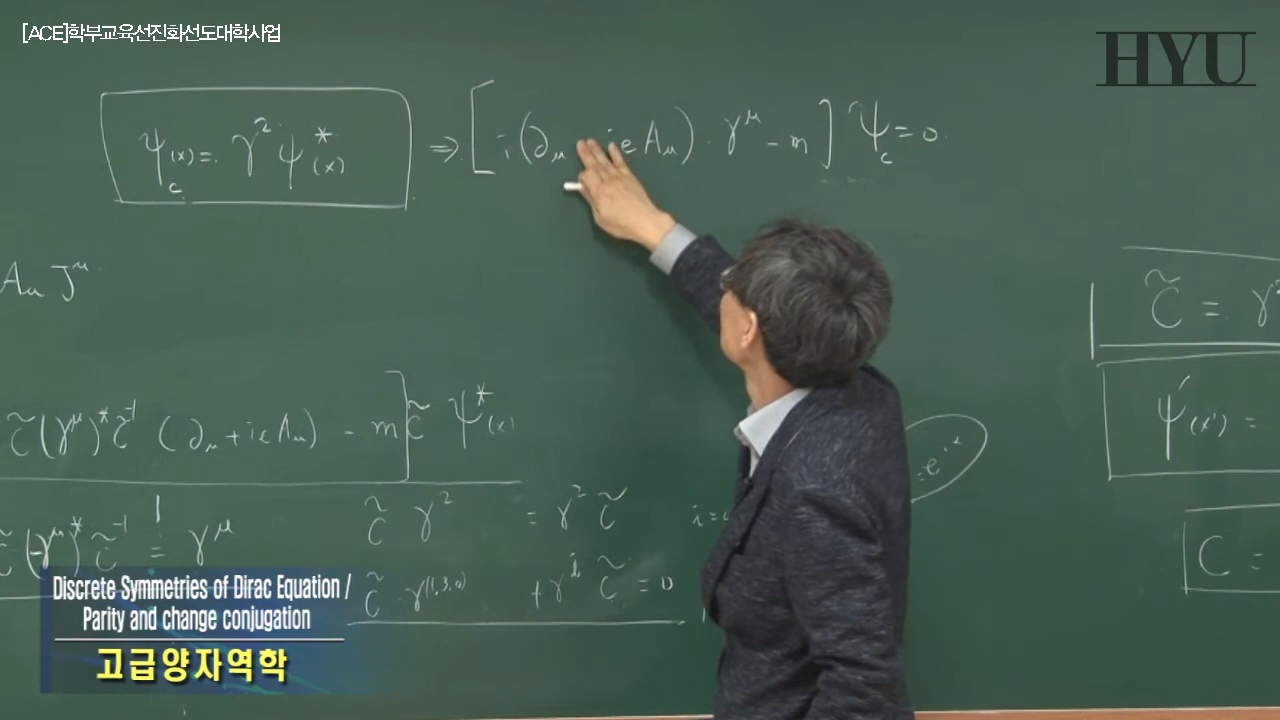 [ACE]학부교육선진화선도대학사업
HYU
ψ_c(x) = γ² ψ*(x) ⇒ [ i(∂_μ ie A_μ) · γ^μ - m ] Ψ_c = 0
A_μ J^μ
C̃ = γ
C̃(γ^μ)* C̃⁻¹ (∂_μ + ieA_μ) - m] C̃ ψ*(x)
ψ'(x') =
= e^i
C̃ γ² = γ² C̃
(-γ^μ)* C̃⁻¹ = γ^μ
C̃ γ^(1,3,0) + γ^i C̃ = 0
C =
Discrete Symmetries of Dirac Equation /
Parity and change conjugation
고급양자역학